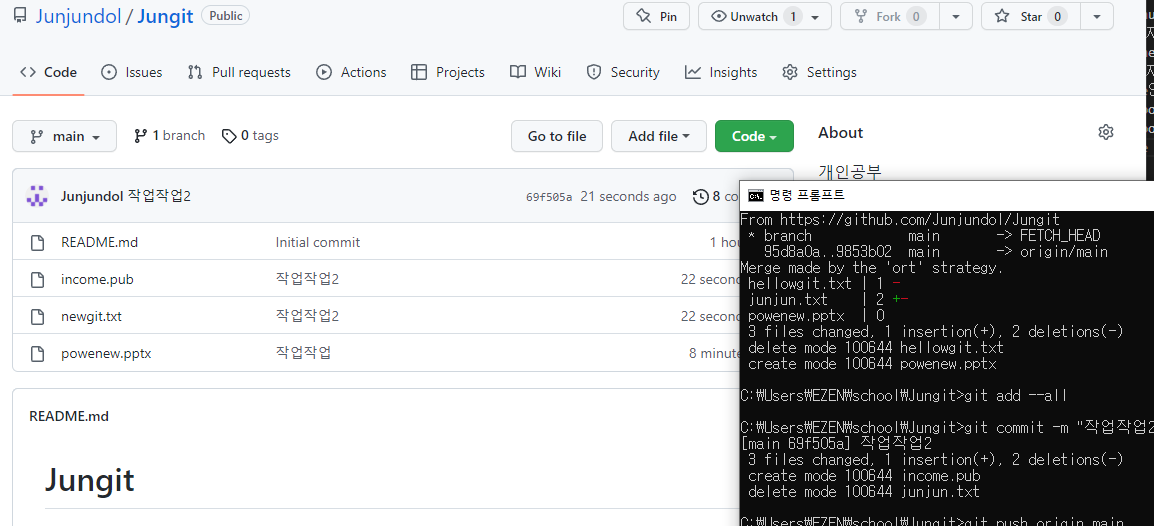 Junjundol / Jungit Public
Pin Unwatch 1 Fork 0 Star 0
Code Issues Pull requests Actions Projects Wiki Security Insights Settings
main 1 branch 0 tags Go to file Add file Code
About
개인공부
Junjundol 작업작업2 69f505a 21 seconds ago 8 co
README.md Initial commit 1 hou
income.pub 작업작업2 22 secon
newgit.txt 작업작업2 22 secon
powenew.pptx 작업작업 8 minute
README.md
Jungit
명령 프롬프트
From https://github.com/Junjundol/Jungit
* branch main -> FETCH_HEAD
95d8a0a..9853b02 main -> origin/main
Merge made by the 'ort' strategy.
hellowgit.txt | 1 -
junjun.txt | 2 +-
powenew.pptx | 0
3 files changed, 1 insertion(+), 2 deletions(-)
delete mode 100644 hellowgit.txt
create mode 100644 powenew.pptx
C:\Users\EZEN\school\Jungit>git add --all
C:\Users\EZEN\school\Jungit>git commit -m "작업작업2
[main 69f505a] 작업작업2
3 files changed, 1 insertion(+), 2 deletions(-)
create mode 100644 income.pub
delete mode 100644 junjun.txt
C:\Users\EZEN\school\Jungit>git push origin main